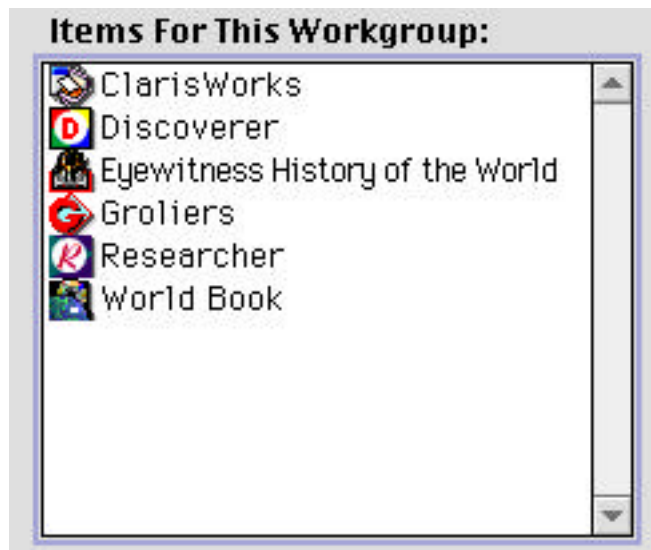 Items For This Workgroup:
ClarisWorks
D Discoverer
Eyewitness History of the World
G Groliers
R Researcher
World Book